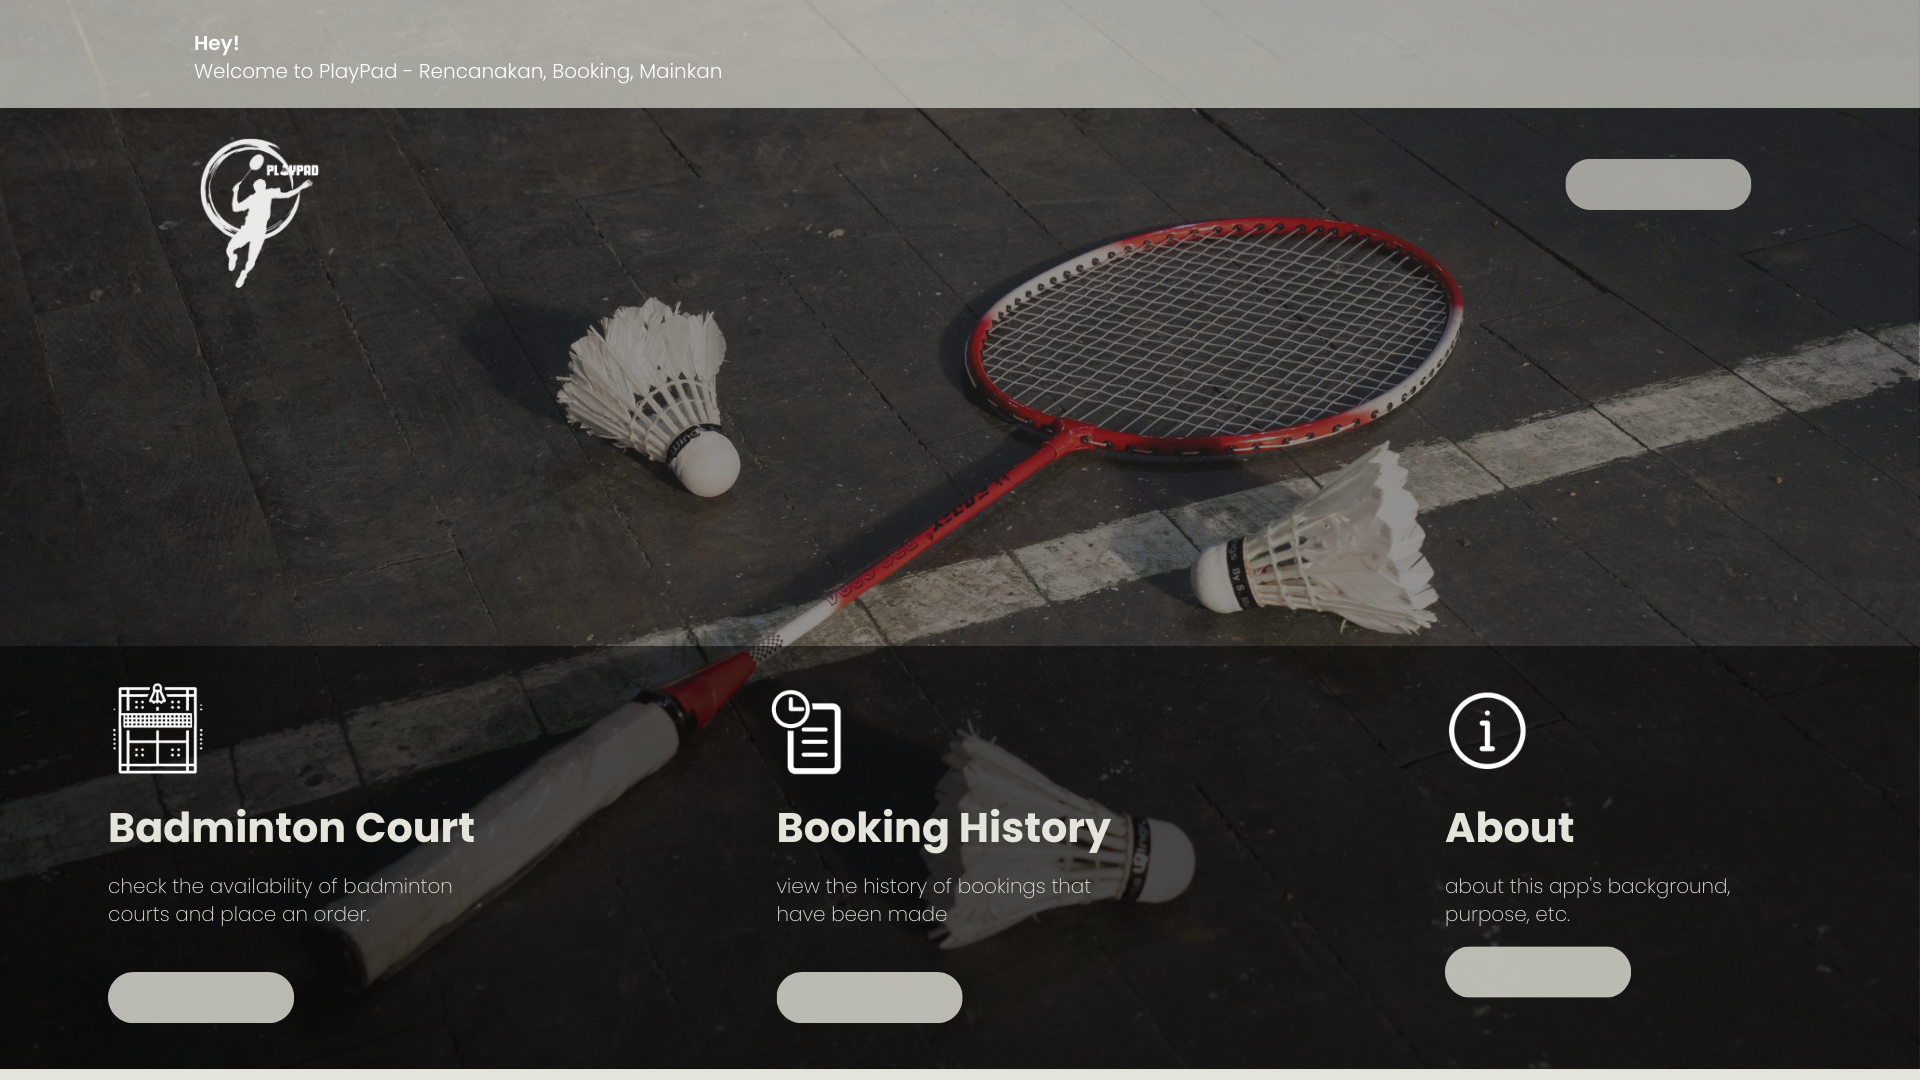 Hey!
Welcome to PlayPad - Rencanakan, Booking, Mainkan
PLAYPAD
Badminton Court
check the availability of badminton
courts and place an order.
Booking History
view the history of bookings that
have been made
About
about this app's background,
purpose, etc.